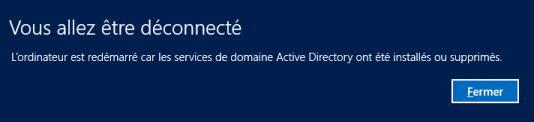 Vous allez être déconnecté
L'ordinateur est redémarré car les services de domaine Active Directory ont été installés ou supprimés.
Fermer